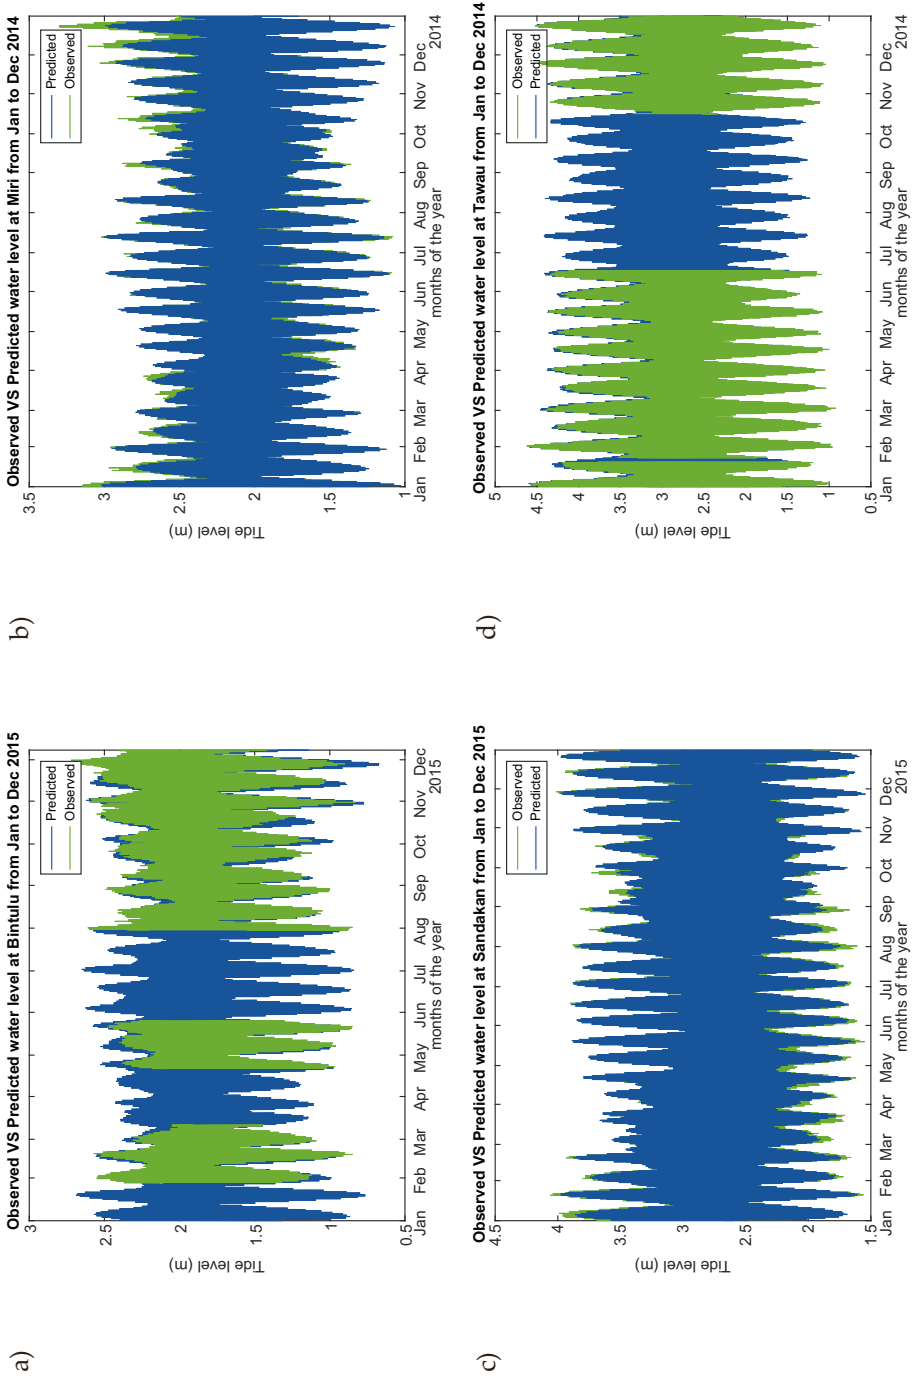 a)
Observed VS Predicted water level at Bintulu from Jan to Dec 2015
Tide level (m)
3
2.5
2
1.5
1
0.5
Predicted
Observed
Jan Feb Mar Apr May Jun Jul Aug Sep Oct Nov Dec
months of the year
2015
b)
Observed VS Predicted water level at Miri from Jan to Dec 2014
Tide level (m)
3.5
3
2.5
2
1.5
1
Predicted
Observed
Jan Feb Mar Apr May Jun Jul Aug Sep Oct Nov Dec
months of the year
2014
c)
Observed VS Predicted water level at Sandakan from Jan to Dec 2015
Tide level (m)
4.5
4
3.5
3
2.5
2
1.5
Observed
Predicted
Jan Feb Mar Apr May Jun Jul Aug Sep Oct Nov Dec
months of the year
2015
d)
Observed VS Predicted water level at Tawau from Jan to Dec 2014
Tide level (m)
5
4.5
4
3.5
3
2.5
2
1.5
1
0.5
Observed
Predicted
Jan Feb Mar Apr May Jun Jul Aug Sep Oct Nov Dec
months of the year
2014